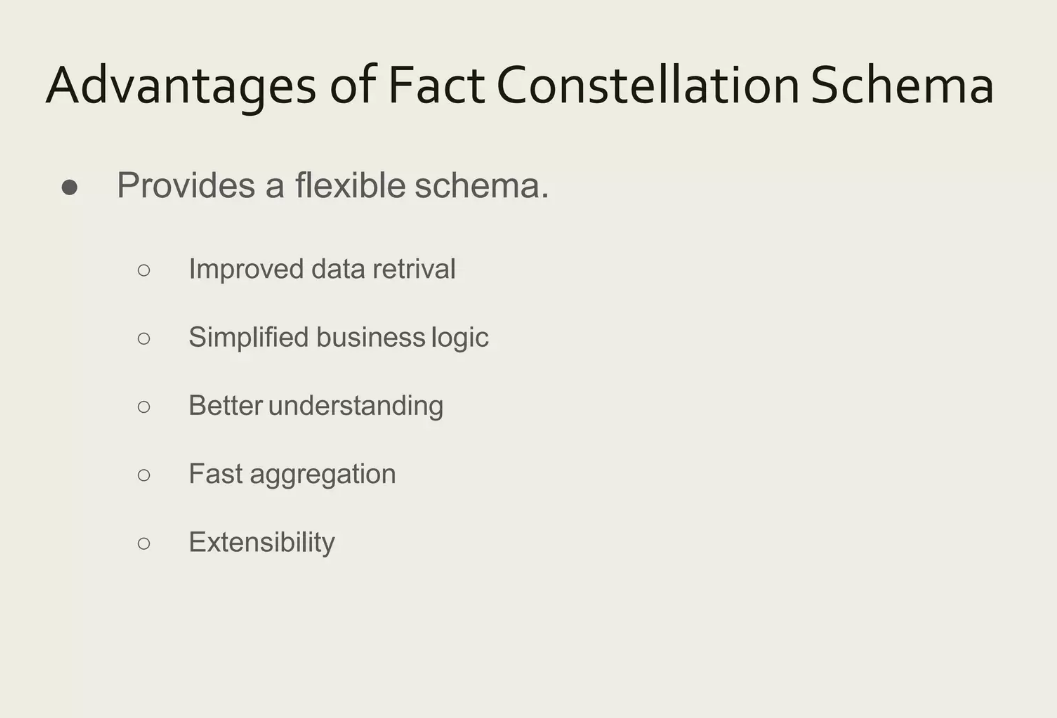 Advantages of Fact Constellation Schema
● Provides a flexible schema.
○ Improved data retrival
○ Simplified business logic
○ Better understanding
○ Fast aggregation
○ Extensibility